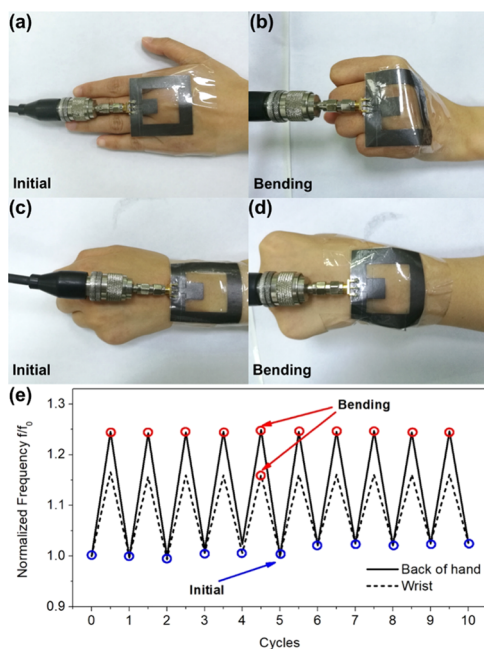 (a)
(b)
Initial
Bending
(c)
(d)
Initial
Bending
(e)
1.3
1.2
1.1
1.0
0.9
Normalized Frequency f/f₀
Bending
Initial
Back of hand
Wrist
0 1 2 3 4 5 6 7 8 9 10
Cycles